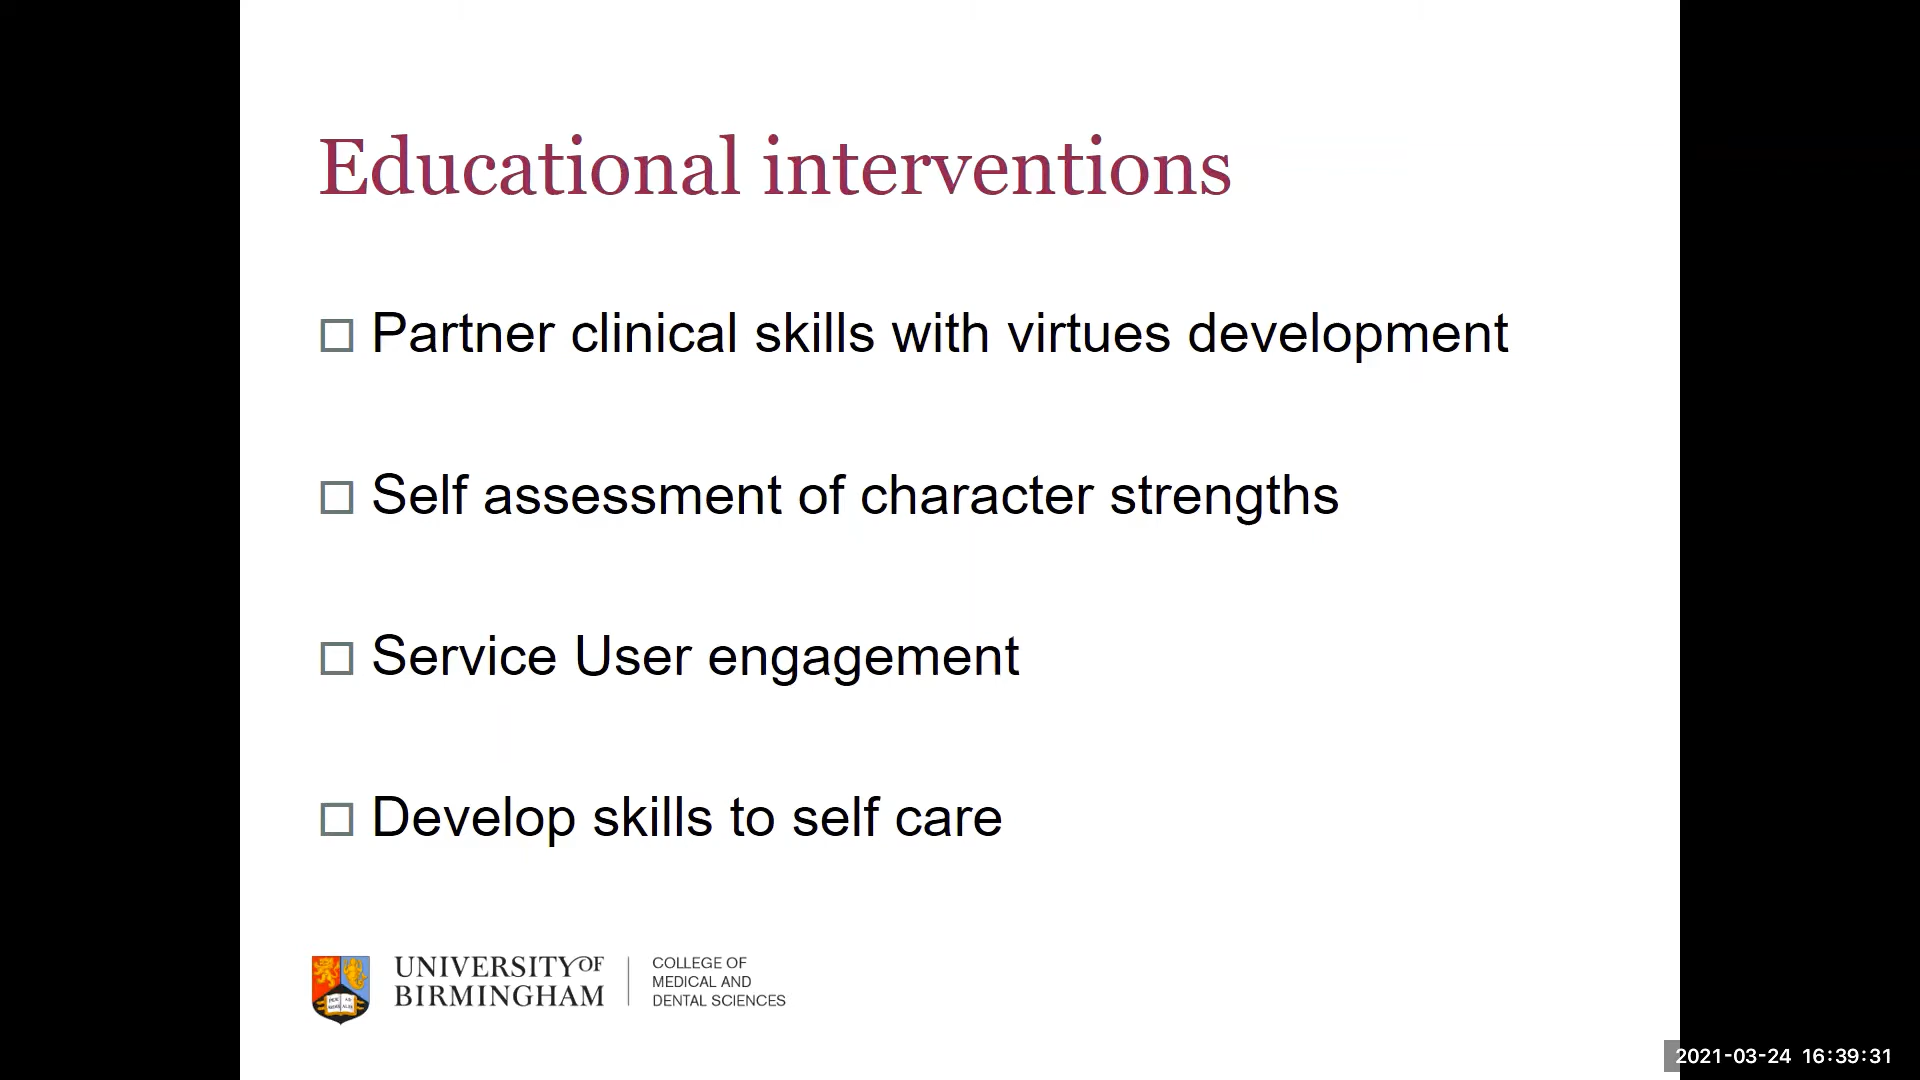 Educational interventions
Partner clinical skills with virtues development
Self assessment of character strengths
Service User engagement
Develop skills to self care
UNIVERSITY OF
BIRMINGHAM
COLLEGE OF
MEDICAL AND
DENTAL SCIENCES
2021-03-24 16:39:31